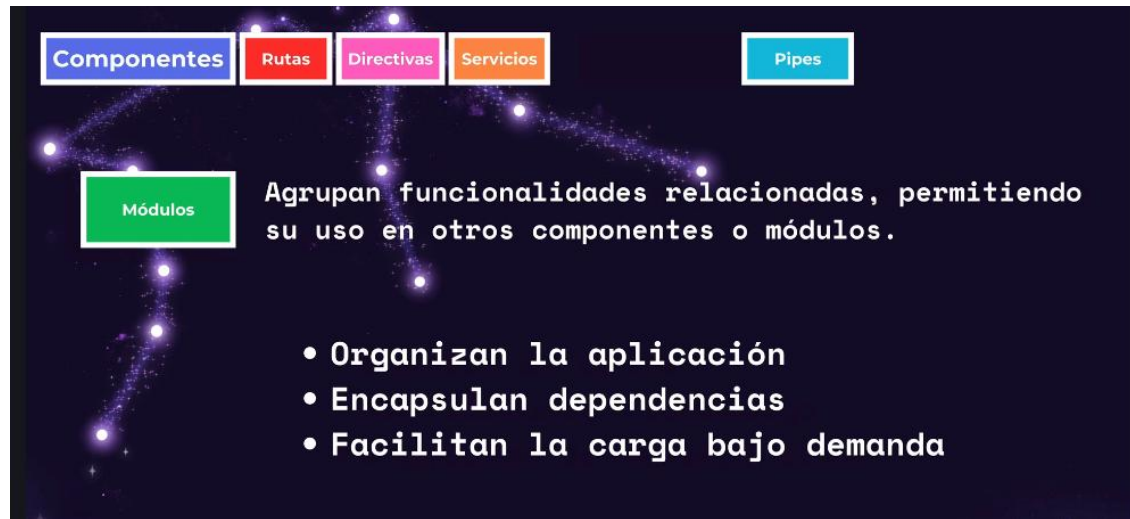 Componentes Rutas Directivas Servicios Pipes
Módulos
Agrupan funcionalidades relacionadas, permitiendo
su uso en otros componentes o módulos.
• Organizan la aplicación
• Encapsulan dependencias
• Facilitan la carga bajo demanda